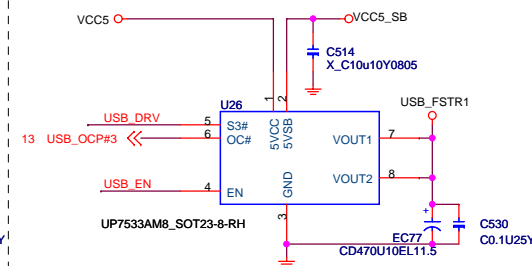 VCC5
VCC5_SB
C514
X_C10u10Y0805
U26
USB_FSTR1
1
2
USB_DRV
5
S3#
5VCC
5VSB
VOUT1
7
13
USB_OCP#3
6
OC#
VOUT2
8
USB_EN
4
EN
GND
3
UP7533AM8_SOT23-8-RH
+
EC77
CD470U10EL11.5
C530
C0.1U25Y
Y